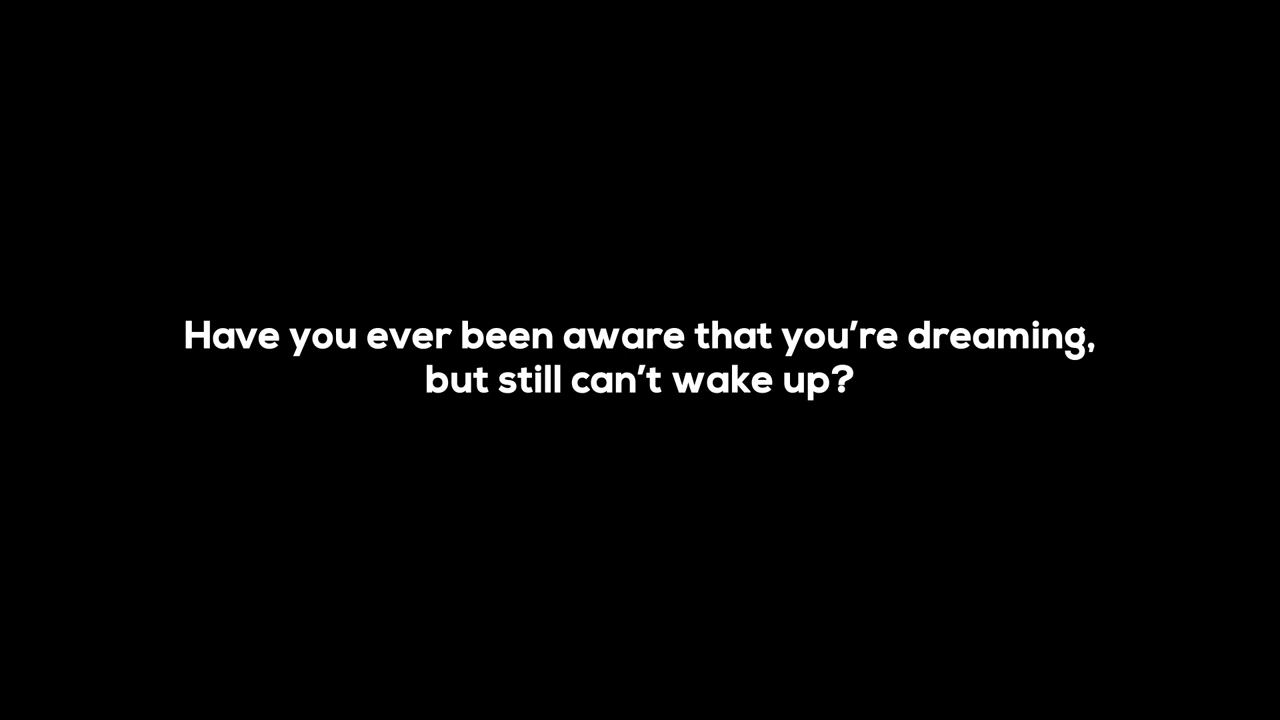 Have you ever been aware that you’re dreaming,
but still can’t wake up?